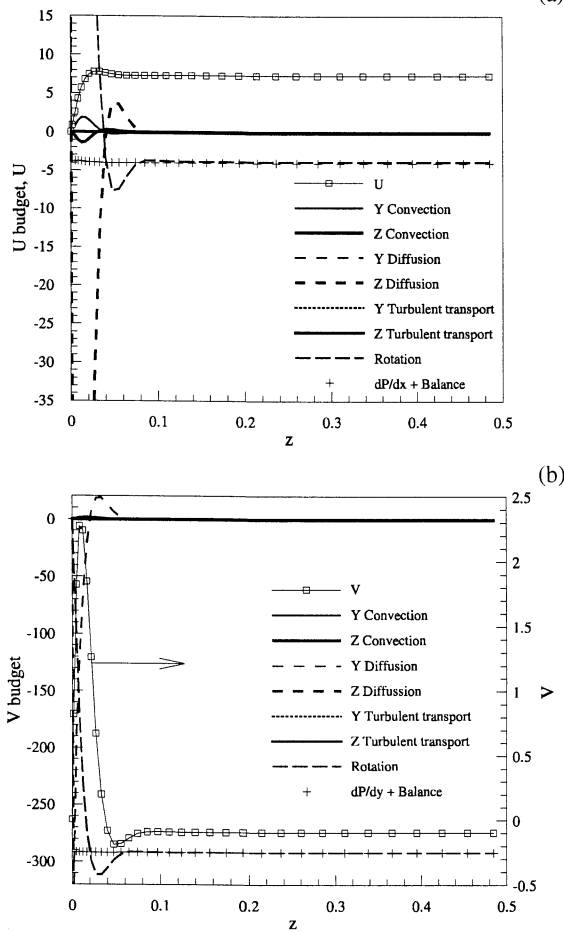 (a)
15
10
5
0
-5
-10
-15
-20
-25
-30
-35
U budget, U
U
Y Convection
Z Convection
Y Diffusion
Z Diffusion
Y Turbulent transport
Z Turbulent transport
Rotation
dP/dx + Balance
0 0.1 0.2 0.3 0.4 0.5
z
(b)
0
-50
-100
-150
-200
-250
-300
V budget
V
Y Convection
Z Convection
Y Diffusion
Z Diffussion
Y Turbulent transport
Z Turbulent transport
Rotation
dP/dy + Balance
2.5
2
1.5
1
0.5
0
-0.5
V
0 0.1 0.2 0.3 0.4 0.5
z